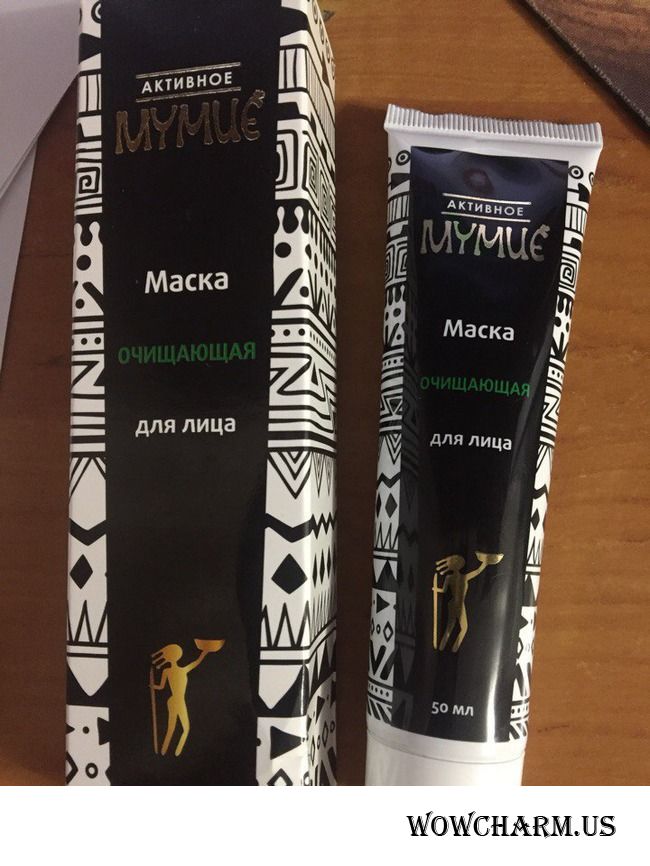 АКТИВНОЕ
МУМИЁ
Маска
ОЧИЩАЮЩАЯ
для лица
АКТИВНОЕ
МУМИЁ
Маска
ОЧИЩАЮЩАЯ
для лица
50 мл
WOWCHARM.US